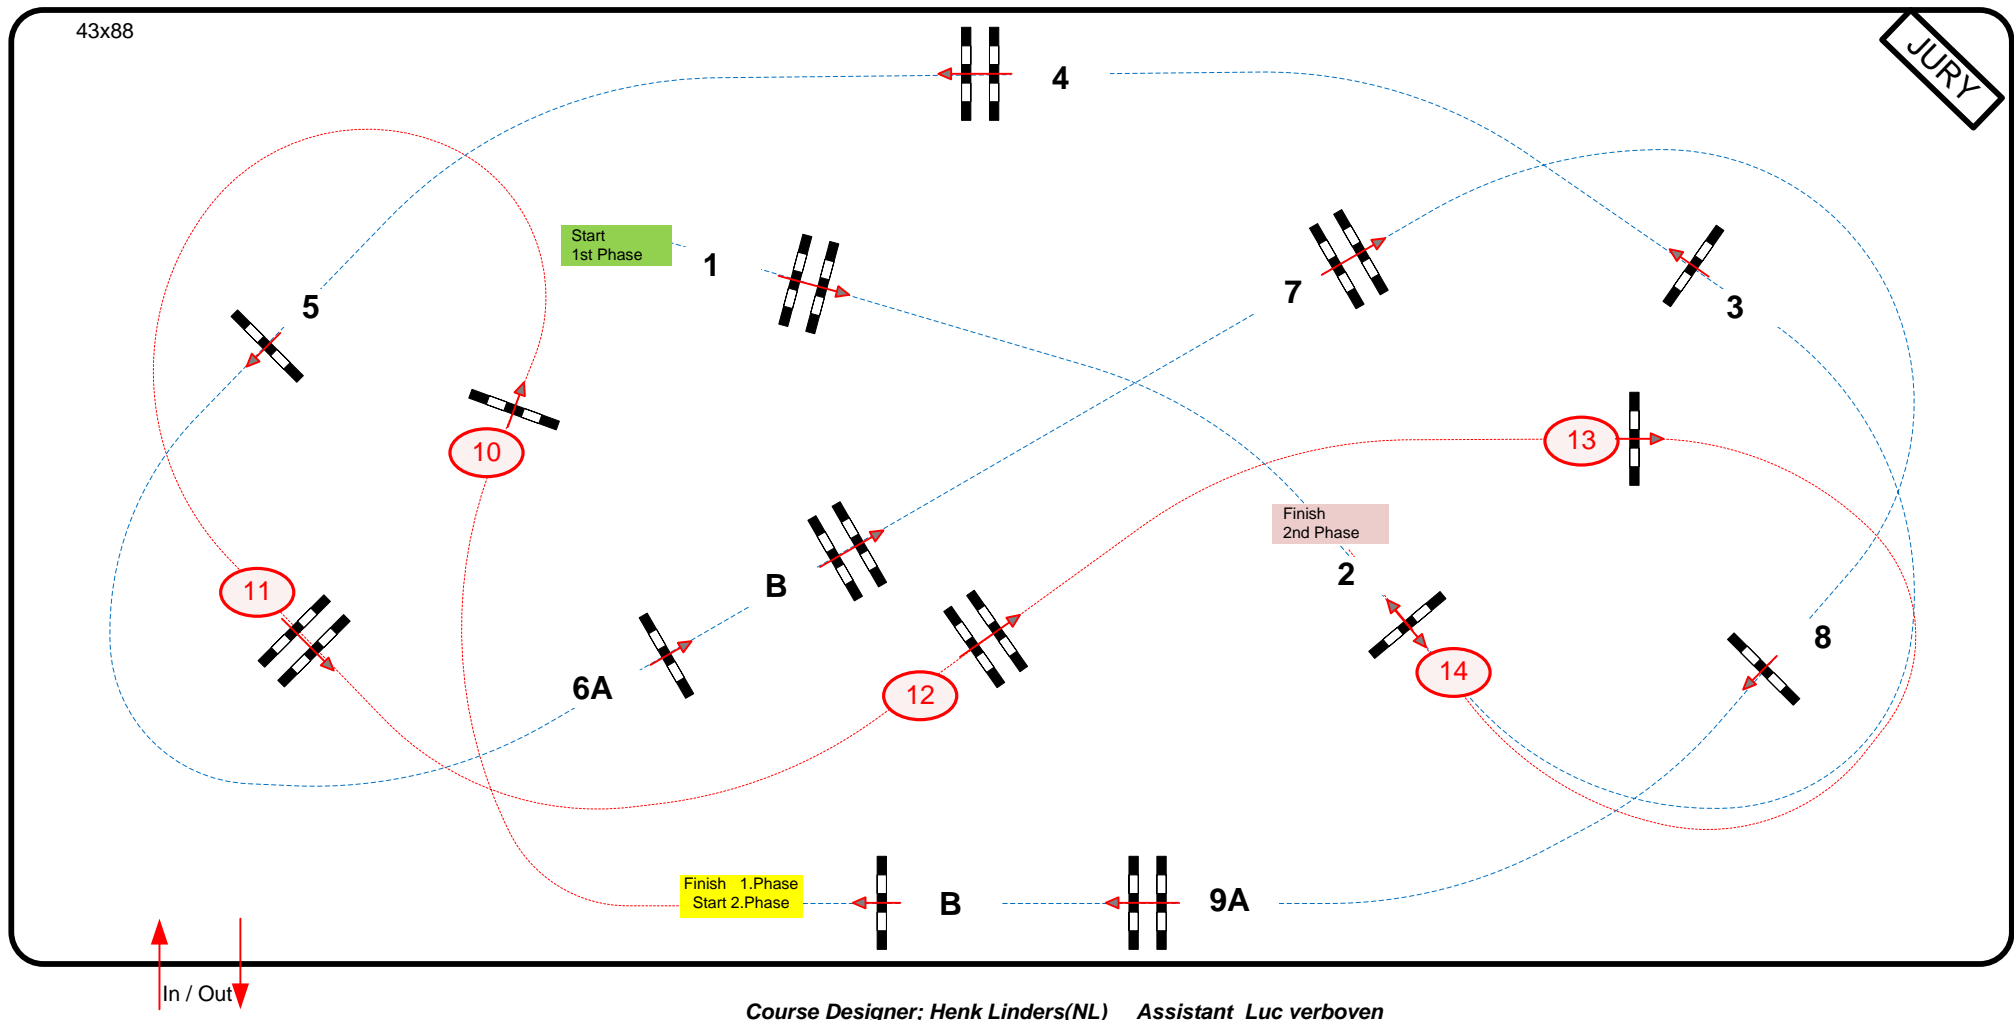 43x88
JURY
4
Start
1st Phase
1
7
5
3
10
13
Finish
2nd Phase
2
11
B
8
6A
12
14
Finish 1.Phase
Start 2.Phase
B
9A
In / Out
Course Designer; Henk Linders(NL) Assistant Luc verboven